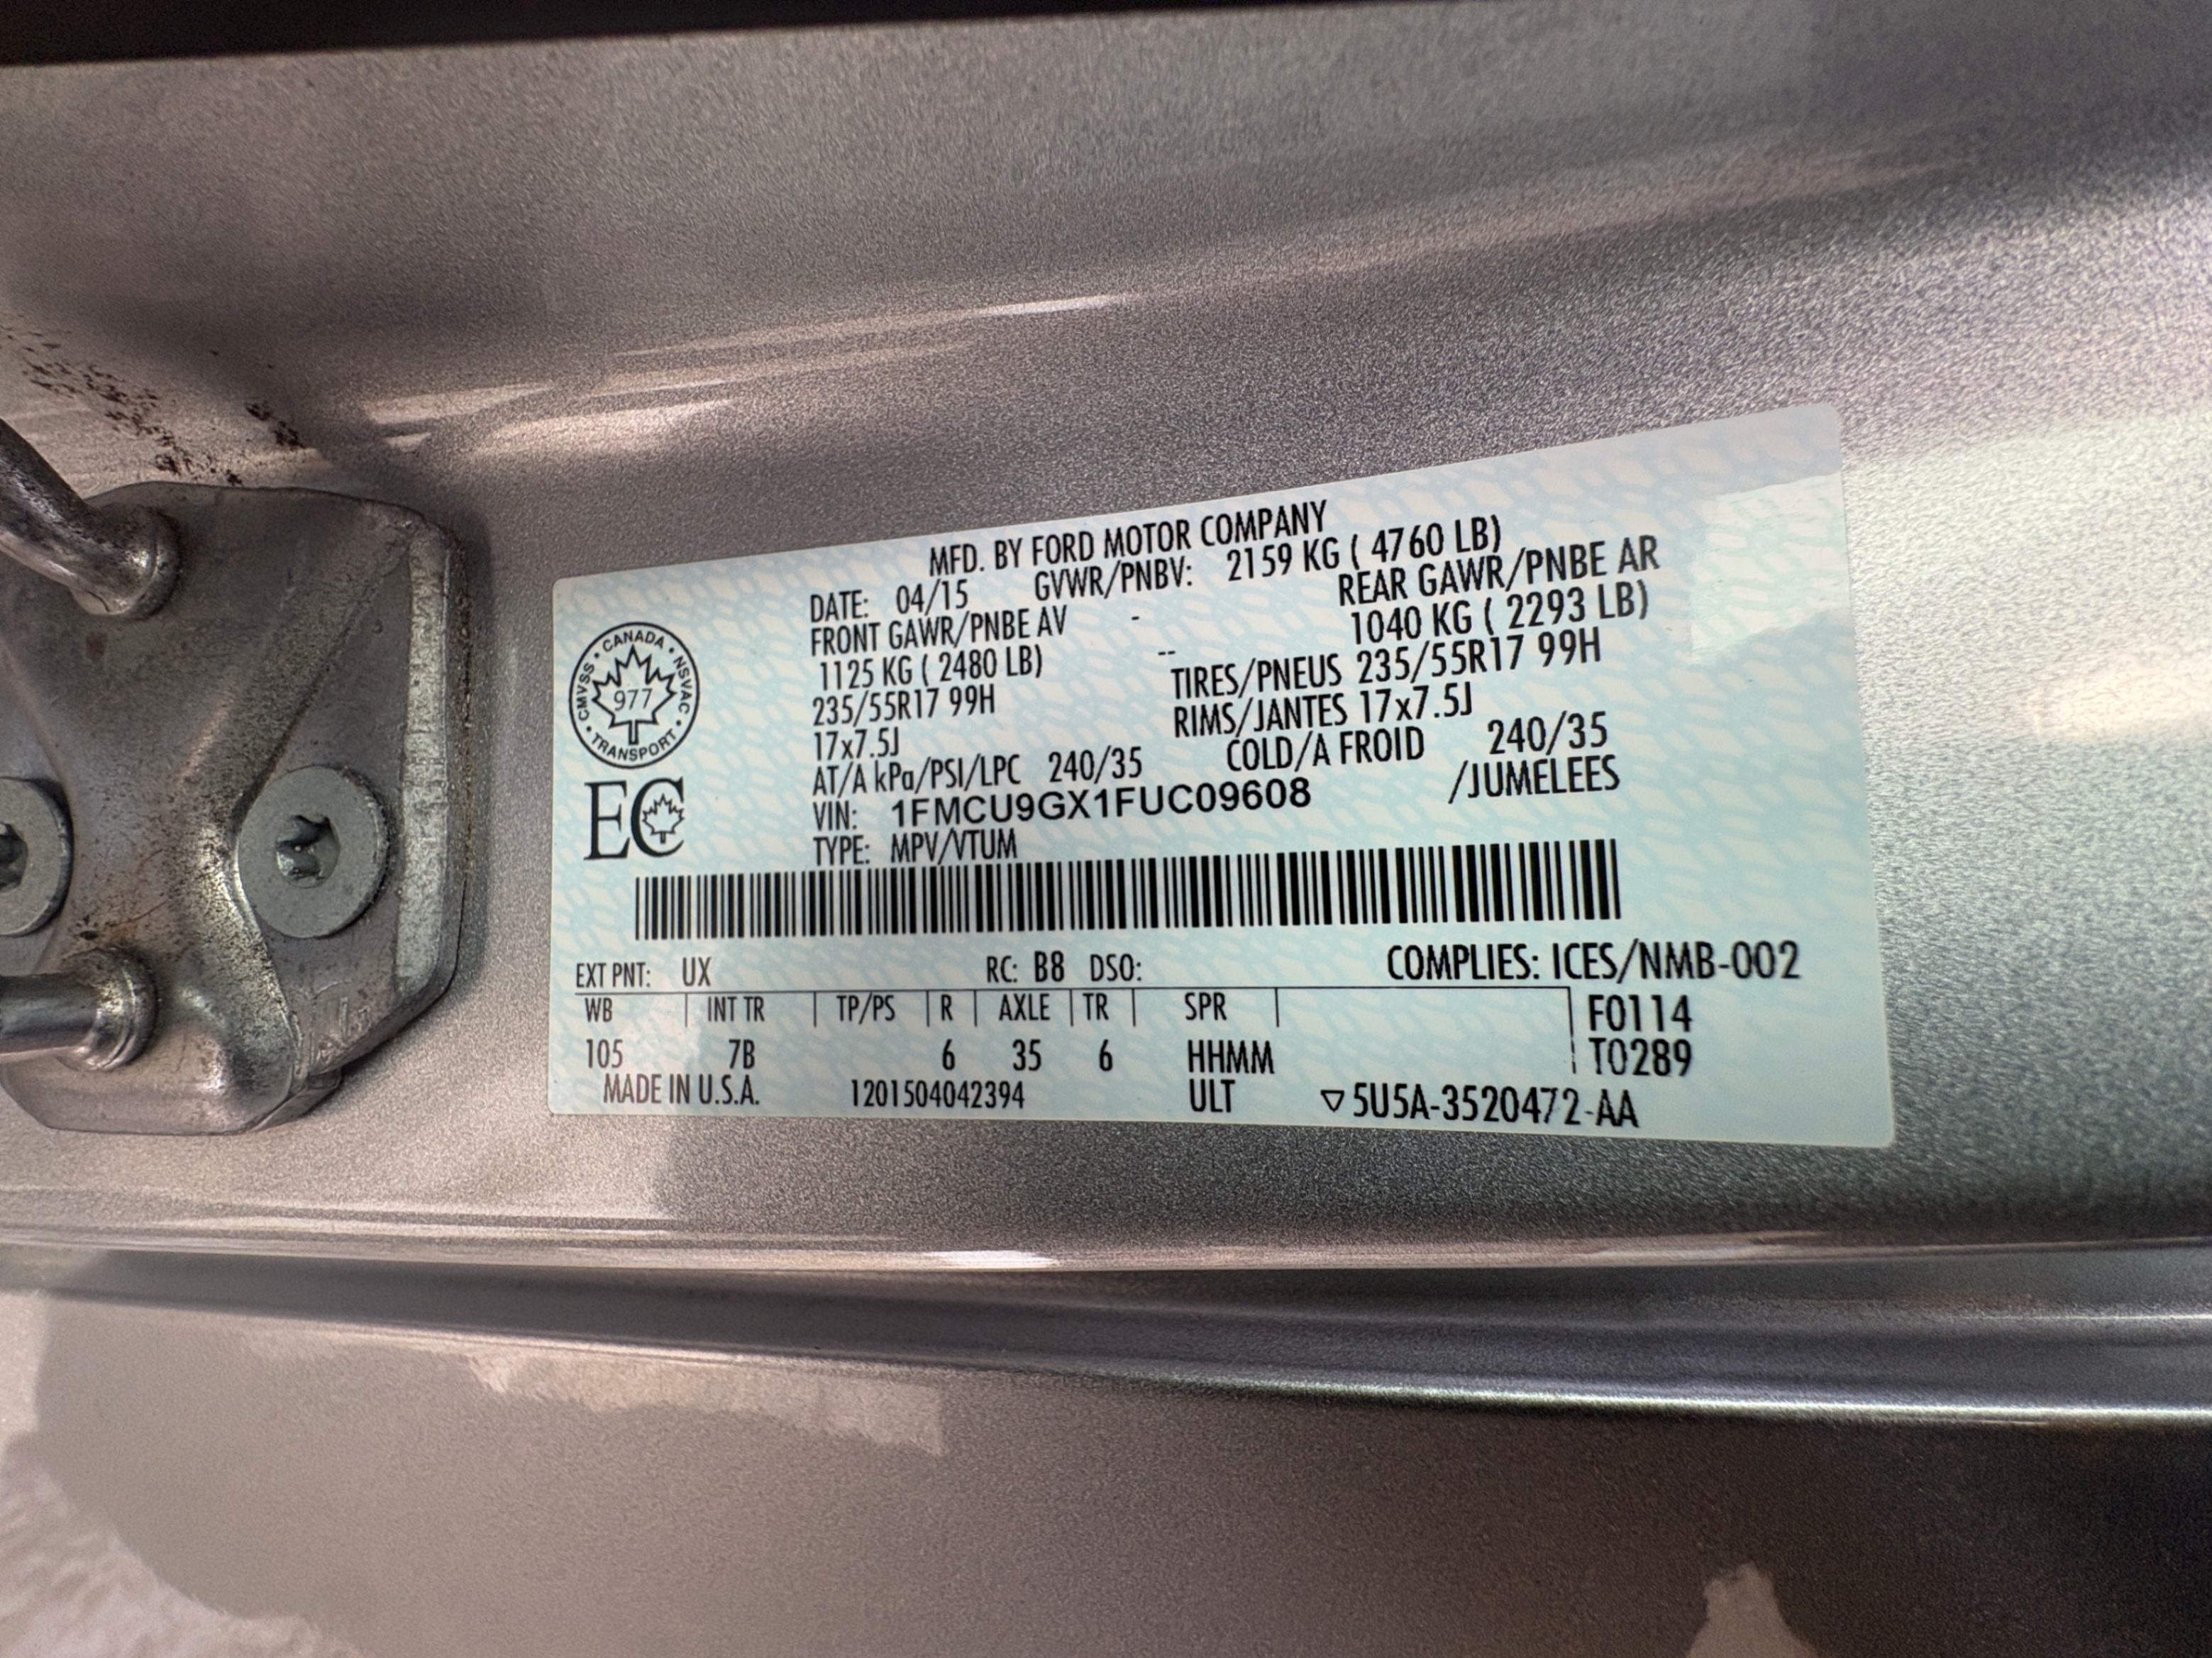 MFD. BY FORD MOTOR COMPANY
DATE: 04/15 GVWR/PNBV: 2159 KG ( 4760 LB)
FRONT GAWR/PNBE AV - REAR GAWR/PNBE AR
1125 KG ( 2480 LB) -- 1040 KG ( 2293 LB)
235/55R17 99H TIRES/PNEUS 235/55R17 99H
17x7.5J RIMS/JANTES 17x7.5J
AT/A kPa/PSI/LPC 240/35 COLD/A FROID 240/35
VIN: 1FMCU9GX1FUC09608 /JUMELEES
TYPE: MPV/VTUM
CMVSS • CANADA • NSVAC • TRANSPORT •
977
EC
EXT PNT: UX RC: B8 DSO: COMPLIES: ICES/NMB-002
WB INT TR TP/PS R AXLE TR SPR F0114
105 7B 6 35 6 HHMM T0289
MADE IN U.S.A. 1201504042394 ULT ▽5U5A-3520472-AA